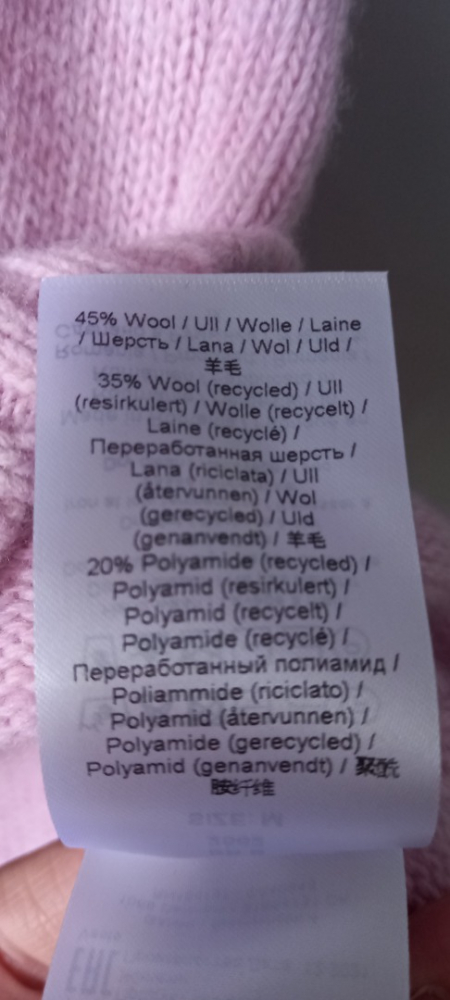 45% Wool / Ull / Wolle / Laine
/ Шерсть / Lana / Wol / Uld /
羊毛
35% Wool (recycled) / Ull
(resirkulert) / Wolle (recycelt) /
Laine (recyclé) /
Переработанная шерсть /
Lana (riciclata) / Ull
(återvunnen) / Wol
(gerecycled) / Uld
(genanvendt) / 羊毛
20% Polyamide (recycled) /
Polyamid (resirkulert) /
Polyamid (recycelt) /
Polyamide (recyclé) /
Переработанный полиамид /
Poliammide (riciclato) /
Polyamid (återvunnen) /
Polyamide (gerecycled) /
Polyamid (genanvendt) / 聚酰
胺纤维
SIZE: M
EAC